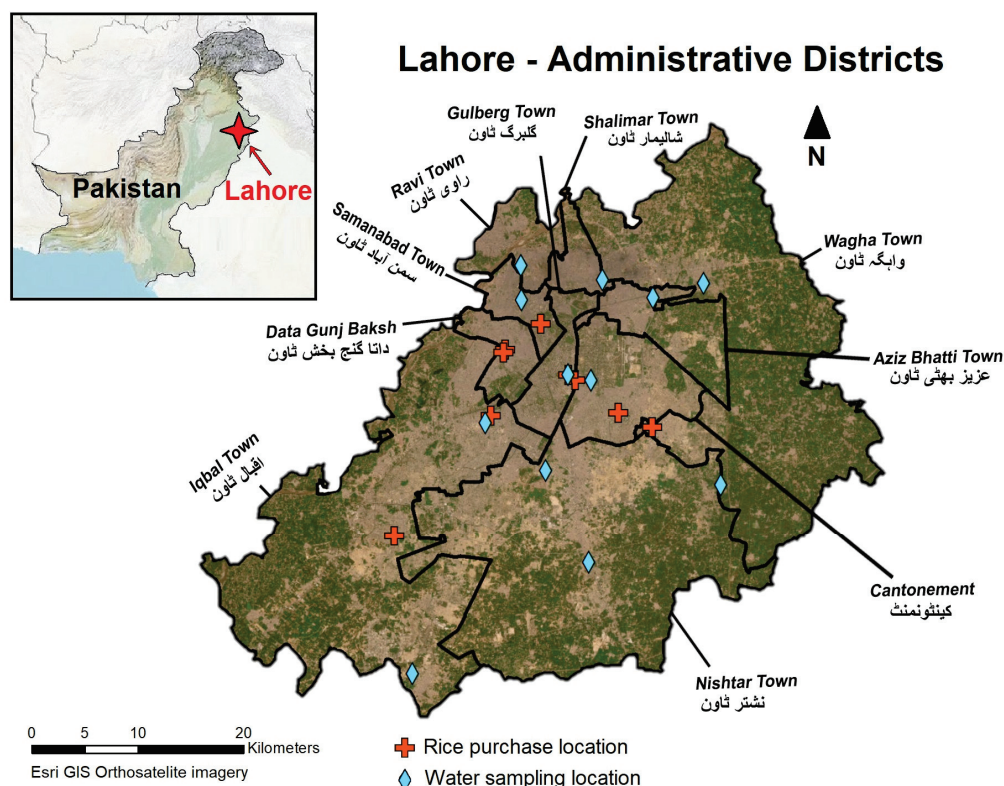 Lahore - Administrative Districts
Pakistan
Lahore
Gulberg Town
گلبرگ ٹاون
Shalimar Town
شالیمار ٹاون
N
Ravi Town
راوی ٹاون
Samanabad Town
سمن آباد ٹاون
Wagha Town
واہگہ ٹاون
Data Gunj Baksh
داتا گنج بخش ٹاون
Aziz Bhatti Town
عزیز بھٹی ٹاون
Iqbal Town
اقبال ٹاون
Cantonement
کینٹونمنٹ
Nishtar Town
نشتر ٹاون
0 5 10 20
Kilometers
Esri GIS Orthosatelite imagery
Rice purchase location
Water sampling location